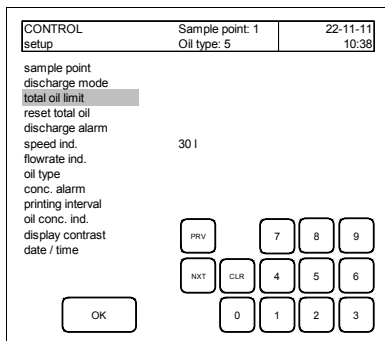 CONTROL Sample point: 1 22-11-11
setup Oil type: 5 10:38
sample point
discharge mode
total oil limit
reset total oil
discharge alarm
speed ind. 30 l
flowrate ind.
oil type
conc. alarm
printing interval
oil conc. ind.
display contrast
date / time
PRV 7 8 9
NXT CLR 4 5 6
OK 0 1 2 3